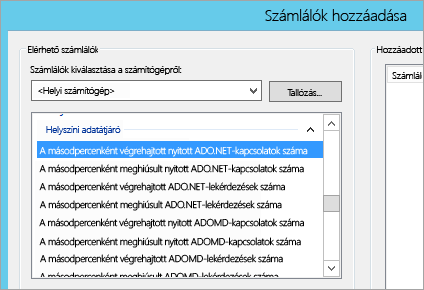 Számlálók hozzáadása
Elérhető számlálók
Hozzáadott
Számlálók kiválasztása a számítógépről:
<Helyi számítógép>
Tallózás...
Számlál
Helyszíni adatátjáró
A másodpercenként végrehajtott nyitott ADO.NET-kapcsolatok száma
A másodpercenként meghiúsult nyitott ADO.NET-kapcsolatok száma
A másodpercenként végrehajtott ADO.NET-lekérdezések száma
A másodpercenként meghiúsult ADO.NET-lekérdezések száma
A másodpercenként végrehajtott nyitott ADOMD-kapcsolatok száma
A másodpercenként meghiúsult nyitott ADOMD-kapcsolatok száma
A másodpercenként végrehajtott ADOMD-lekérdezések száma
A másodpercenként meghiúsult ADOMD-lekérdezések száma